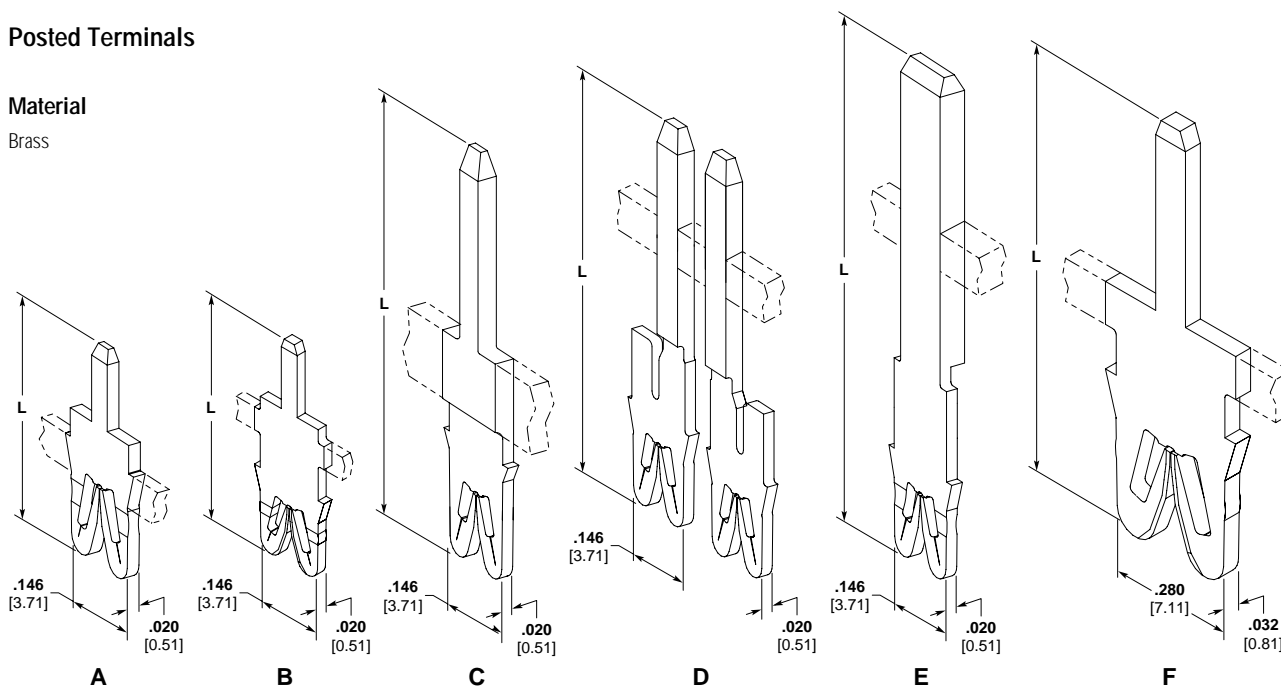 Posted Terminals
Material
Brass
L
L
L
L
L
L
.146
[3.71]
.020
[0.51]
.146
[3.71]
.020
[0.51]
.146
[3.71]
.020
[0.51]
.146
[3.71]
.020
[0.51]
.146
[3.71]
.020
[0.51]
.280
[7.11]
.032
[0.81]
A
B
C
D
E
F